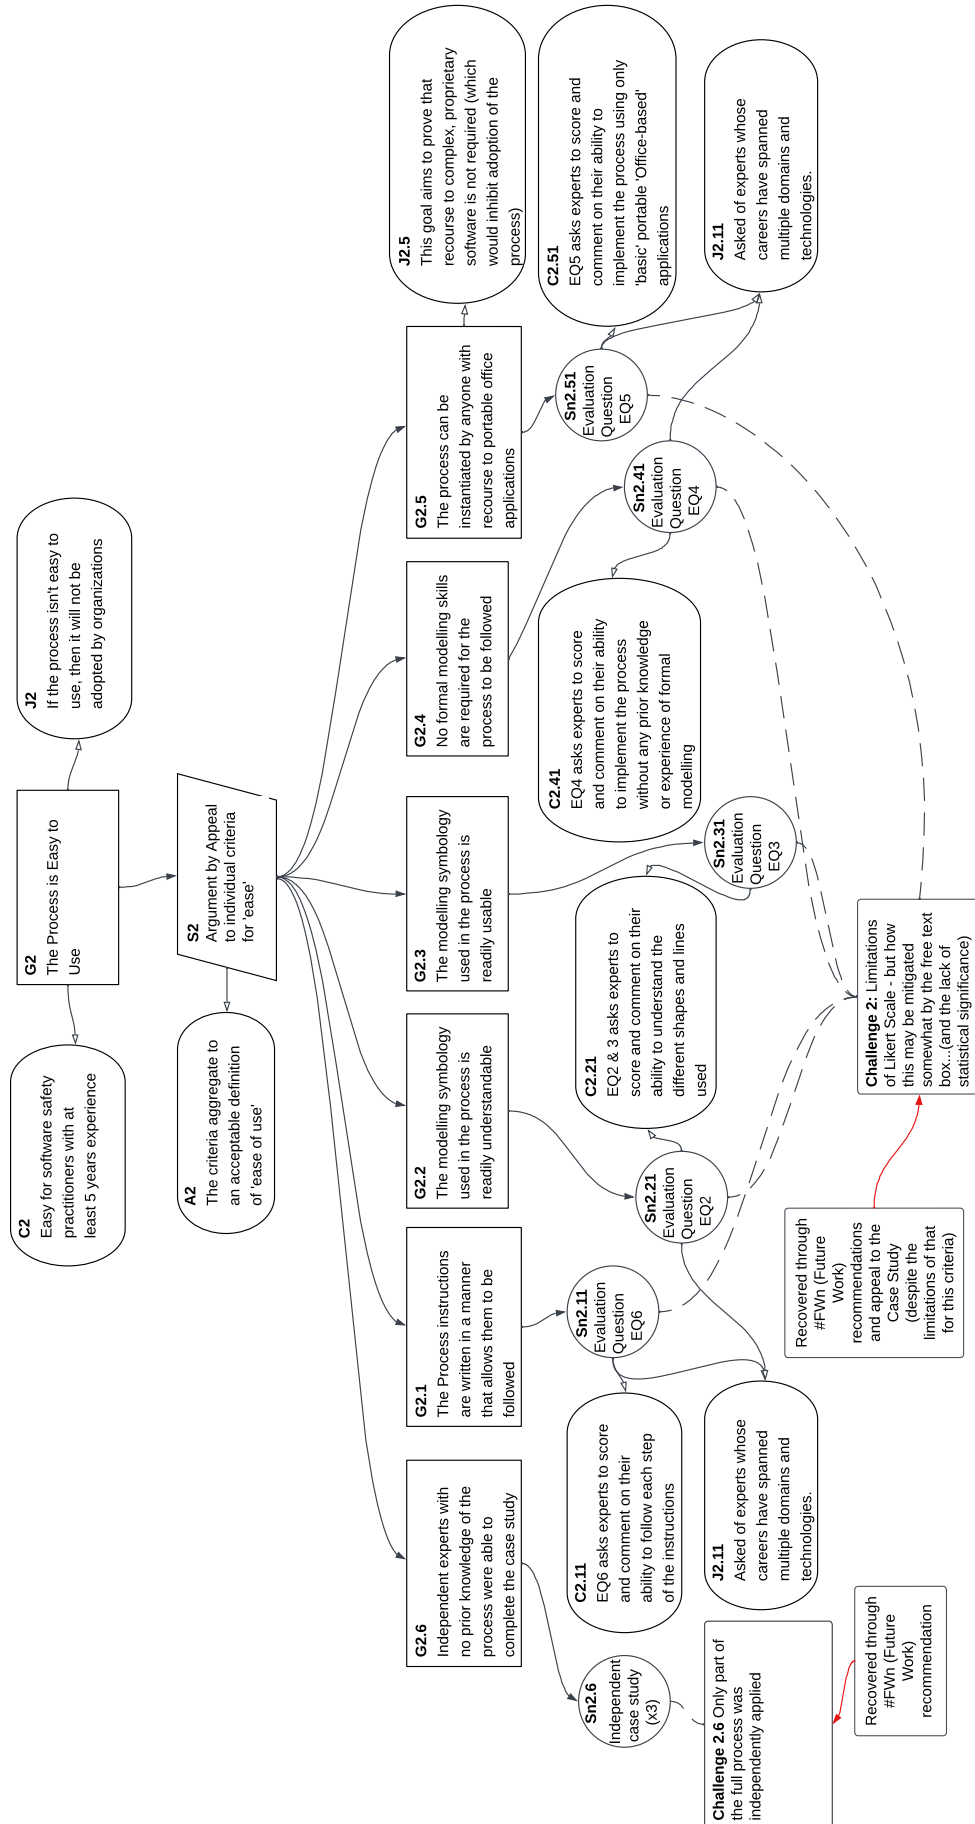 G2
The Process is Easy to
Use
C2
Easy for software safety
practitioners with at
least 5 years experience
J2
If the process isn't easy to
use, then it will not be
adopted by organizations
S2
Argument by Appeal
to individual criteria
for 'ease'
A2
The criteria aggregate to
an acceptable definition
of 'ease of use'
G2.6
Independent experts with
no prior knowledge of the
process were able to
complete the case study
G2.1
The Process instructions
are written in a manner
that allows them to be
followed
G2.2
The modelling symbology
used in the process is
readily understandable
G2.3
The modelling symbology
used in the process is
readily usable
G2.4
No formal modelling skills
are required for the
process to be followed
G2.5
The process can be
instantiated by anyone with
recourse to portable office
applications
J2.5
This goal aims to prove that
recourse to complex, proprietary
software is not required (which
would inhibit adoption of the
process)
Sn2.6
Independent
case study
(x3)
Sn2.11
Evaluation
Question
EQ6
Sn2.21
Evaluation
Question
EQ2
Sn2.31
Evaluation
Question
EQ3
Sn2.41
Evaluation
Question
EQ4
Sn2.51
Evaluation
Question
EQ5
C2.11
EQ6 asks experts to score
and comment on their
ability to follow each step
of the instructions
C2.21
EQ2 & 3 asks experts to
score and comment on their
ability to understand the
different shapes and lines
used
C2.41
EQ4 asks experts to score
and comment on their ability
to implement the process
without any prior knowledge
or experience of formal
modelling
C2.51
EQ5 asks experts to score and
comment on their ability to
implement the process using only
'basic' portable 'Office-based'
applications
J2.11
Asked of experts whose
careers have spanned
multiple domains and
technologies.
J2.11
Asked of experts whose
careers have spanned
multiple domains and
technologies.
Challenge 2.6 Only part of
the full process was
independently applied
Recovered through
#FWn (Future
Work)
recommendation
Recovered through
#FWn (Future
Work)
recommendations
and appeal to the
Case Study
(despite the
limitations of that
for this criteria)
Challenge 2: Limitations
of Likert Scale - but how
this may be mitigated
somewhat by the free text
box...(and the lack of
statistical significance)